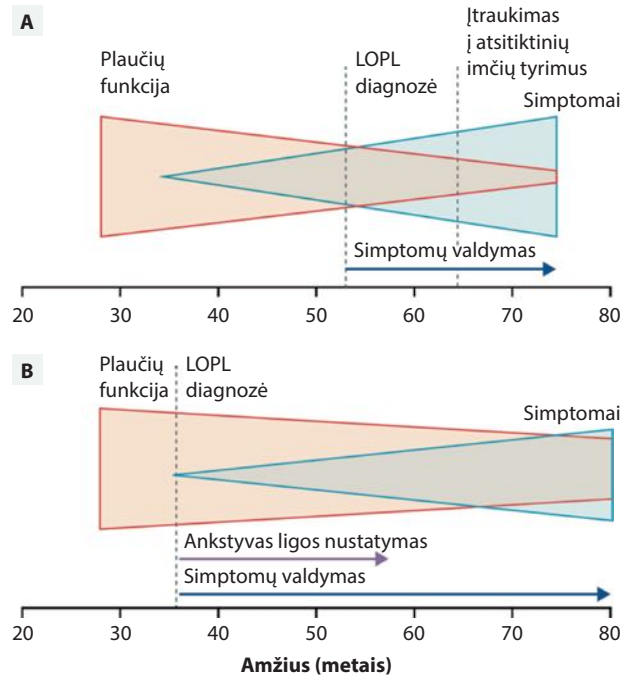 A
Plaučių
funkcija
LOPL
diagnozė
Įtraukimas
į atsitiktinių
imčių tyrimus
Simptomai
Simptomų valdymas
20 30 40 50 60 70 80
B
Plaučių
funkcija
LOPL
diagnozė
Simptomai
Ankstyvas ligos nustatymas
Simptomų valdymas
20 30 40 50 60 70 80
Amžius (metais)